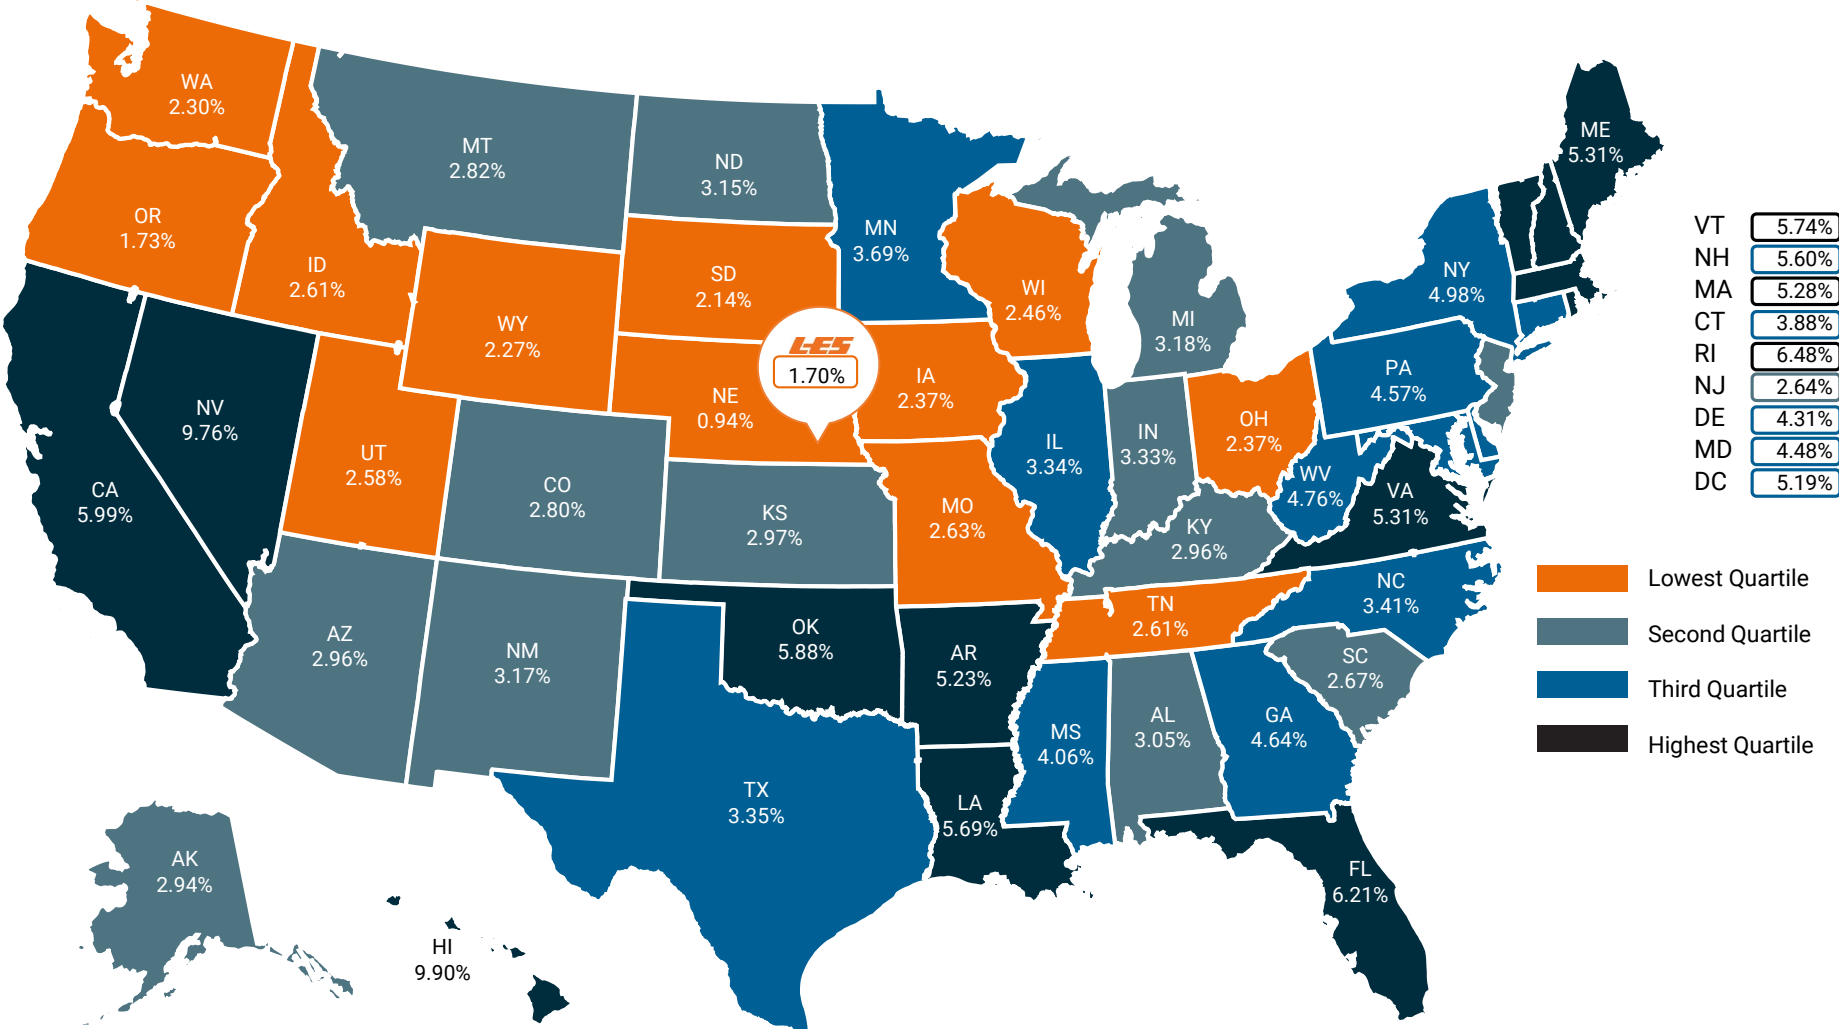 WA
2.30%
MT
2.82%
ND
3.15%
ME
5.31%
OR
1.73%
ID
2.61%
MN
3.69%
SD
2.14%
WI
2.46%
NY
4.98%
WY
2.27%
MI
3.18%
LES
1.70%
NE
0.94%
IA
2.37%
PA
4.57%
NV
9.76%
UT
2.58%
CO
2.80%
IL
3.34%
IN
3.33%
OH
2.37%
WV
4.76%
VA
5.31%
CA
5.99%
KS
2.97%
MO
2.63%
KY
2.96%
NC
3.41%
TN
2.61%
AZ
2.96%
NM
3.17%
OK
5.88%
AR
5.23%
SC
2.67%
MS
4.06%
AL
3.05%
GA
4.64%
TX
3.35%
LA
5.69%
FL
6.21%
AK
2.94%
HI
9.90%
VT 5.74%
NH 5.60%
MA 5.28%
CT 3.88%
RI 6.48%
NJ 2.64%
DE 4.31%
MD 4.48%
DC 5.19%
Lowest Quartile
Second Quartile
Third Quartile
Highest Quartile